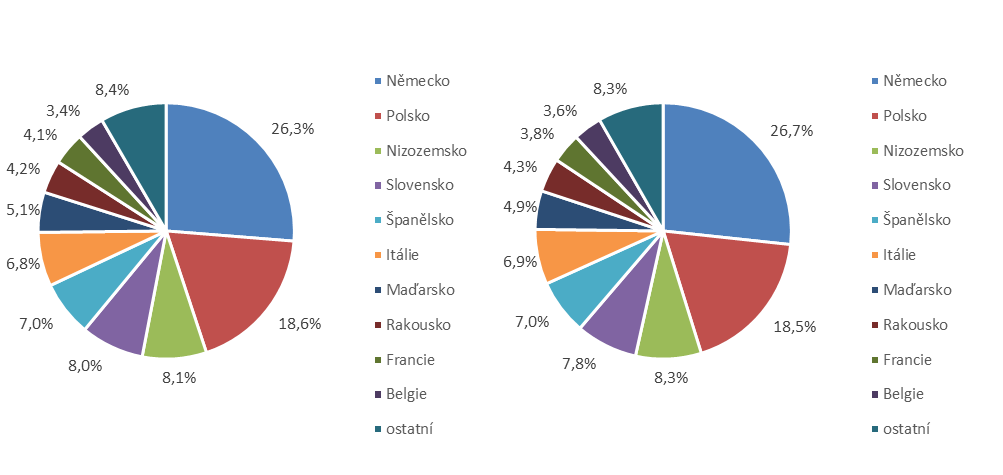 8,4%
3,4%
4,1%
4,2%
5,1%
6,8%
7,0%
8,0%
8,1%
18,6%
26,3%
Německo
Polsko
Nizozemsko
Slovensko
Španělsko
Itálie
Maďarsko
Rakousko
Francie
Belgie
ostatní
8,3%
3,6%
3,8%
4,3%
4,9%
6,9%
7,0%
7,8%
8,3%
18,5%
26,7%
Německo
Polsko
Nizozemsko
Slovensko
Španělsko
Itálie
Maďarsko
Rakousko
Francie
Belgie
ostatní